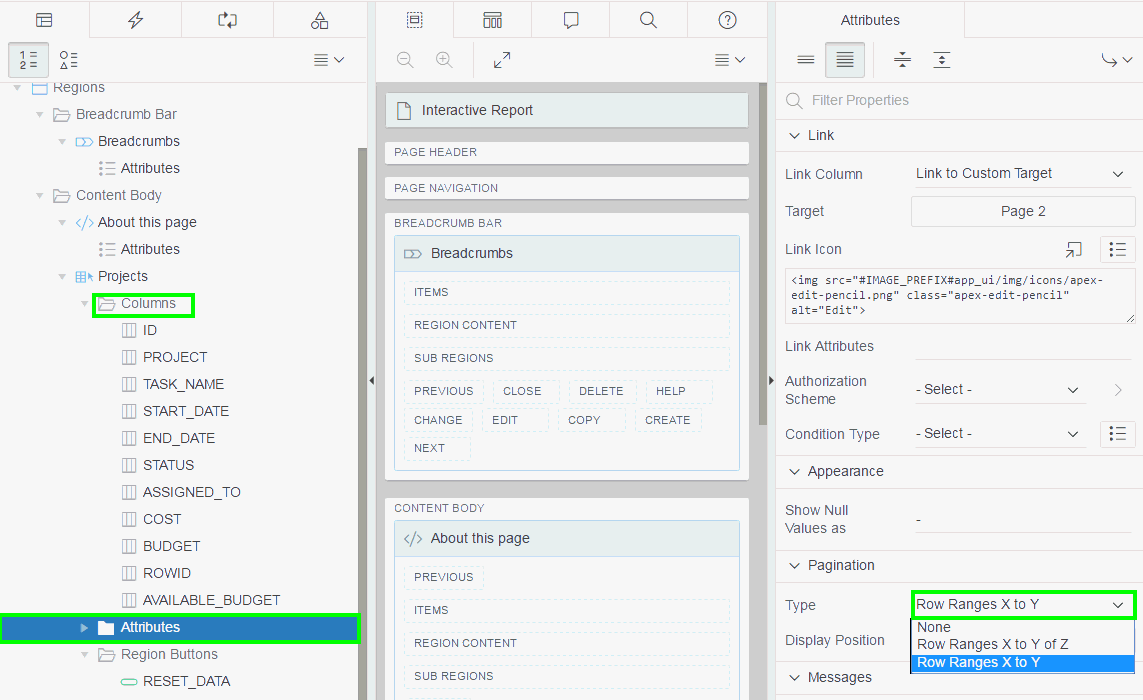 Regions
Breadcrumb Bar
Breadcrumbs
Attributes
Content Body
About this page
Attributes
Projects
Columns
ID
PROJECT
TASK_NAME
START_DATE
END_DATE
STATUS
ASSIGNED_TO
COST
BUDGET
ROWID
AVAILABLE_BUDGET
Attributes
Region Buttons
RESET_DATA
Interactive Report
PAGE HEADER
PAGE NAVIGATION
BREADCRUMB BAR
Breadcrumbs
ITEMS
REGION CONTENT
SUB REGIONS
PREVIOUS CLOSE DELETE HELP
CHANGE EDIT COPY CREATE
NEXT
CONTENT BODY
About this page
PREVIOUS
ITEMS
REGION CONTENT
SUB REGIONS
Attributes
Filter Properties
Link
Link Column Link to Custom Target
Target Page 2
Link Icon
<img src="#IMAGE_PREFIX#app_ui/img/icons/apex-
edit-pencil.png" class="apex-edit-pencil"
alt="Edit">
Link Attributes
Authorization
Scheme
- Select -
Condition Type - Select -
Appearance
Show Null
Values as
-
Pagination
Type Row Ranges X to Y
None
Row Ranges X to Y of Z
Row Ranges X to Y
Display Position
Messages